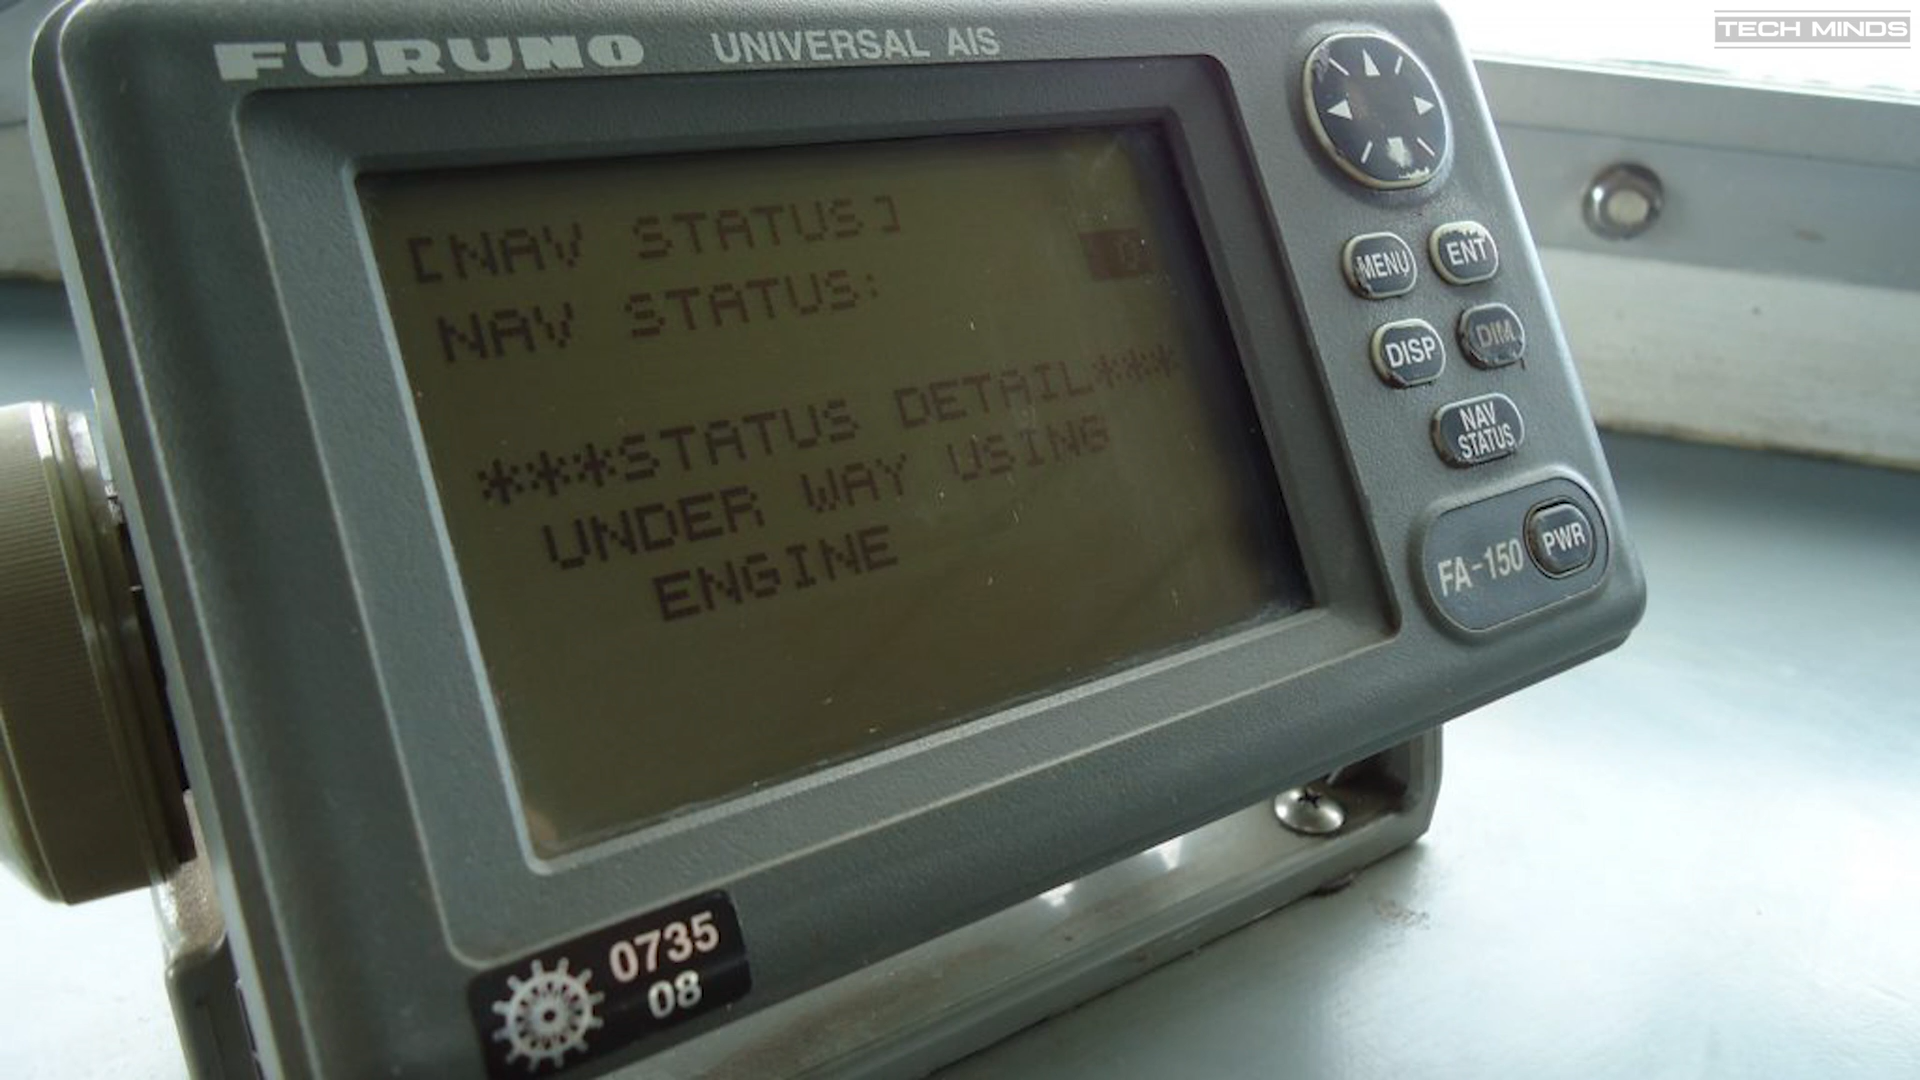 TECH MINDS
FURUNO UNIVERSAL AIS
[NAV STATUS]
NAV STATUS: 0
***STATUS DETAIL***
UNDER WAY USING
ENGINE
MENU
ENT
DISP
DIM
NAV
STATUS
FA-150
PWR
0735
08